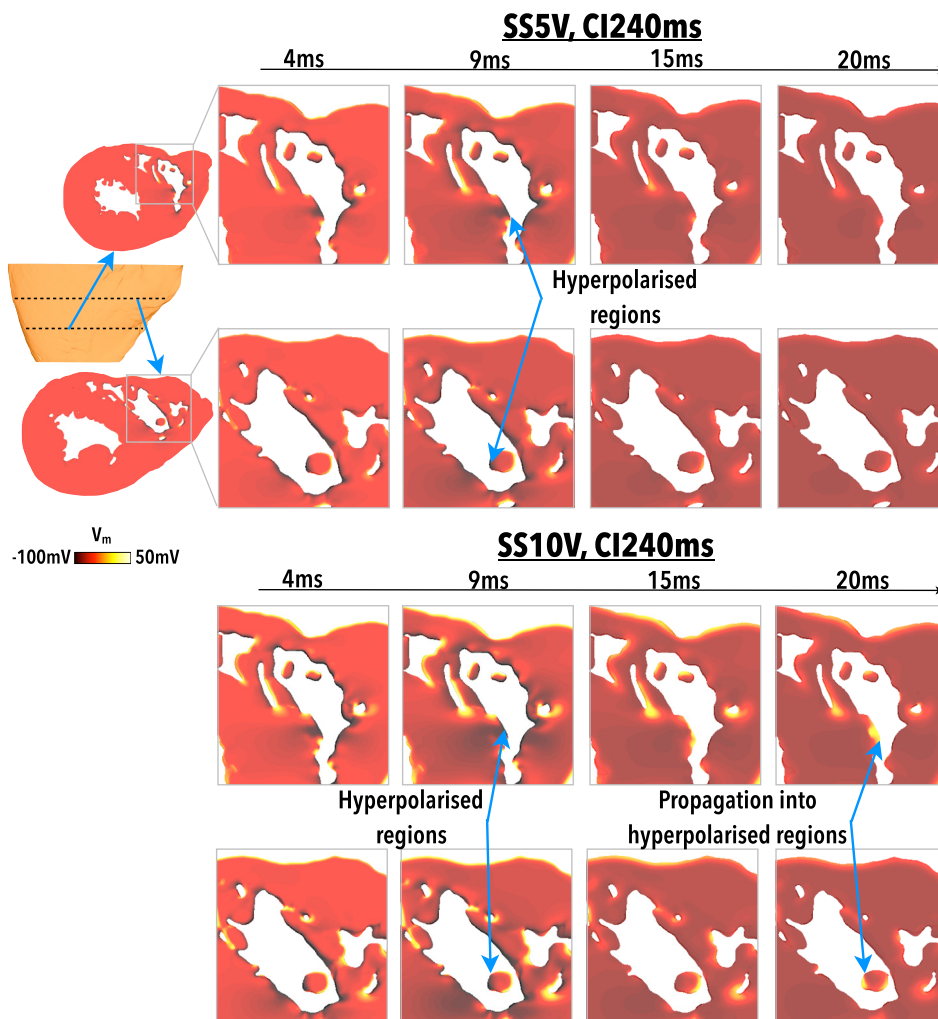 SS5V, CI240ms
4ms 9ms 15ms 20ms
Hyperpolarised
regions
Vm
-100mV 50mV
SS10V, CI240ms
4ms 9ms 15ms 20ms
Hyperpolarised
regions
Propagation into
hyperpolarised regions